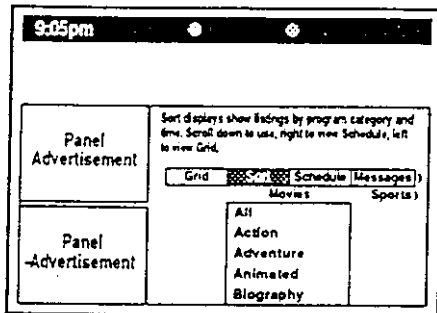 9:05pm
Panel
Advertisement
Sort displays show listings by program category and
time. Scroll down to use, right to view Schedule, left
to view Grid.
Grid Sort Schedule Messages )
Movies Sports )
All
Action
Adventure
Animated
Biography
Panel
-Advertisement